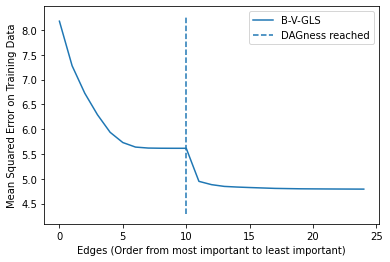 B-V-GLS
DAGness reached
Mean Squared Error on Training Data
8.0
7.5
7.0
6.5
6.0
5.5
5.0
4.5
0 5 10 15 20 25
Edges (Order from most important to least important)